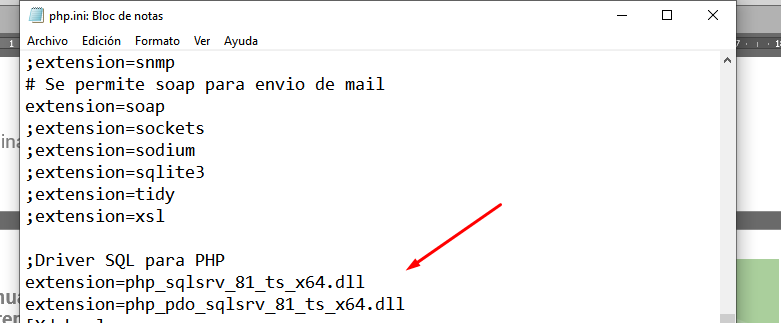 php.ini: Bloc de notas
Archivo Edición Formato Ver Ayuda
;extension=snmp
# Se permite soap para envio de mail
extension=soap
;extension=sockets
;extension=sodium
;extension=sqlite3
;extension=tidy
;extension=xsl
;Driver SQL para PHP
extension=php_sqlsrv_81_ts_x64.dll
extension=php_pdo_sqlsrv_81_ts_x64.dll